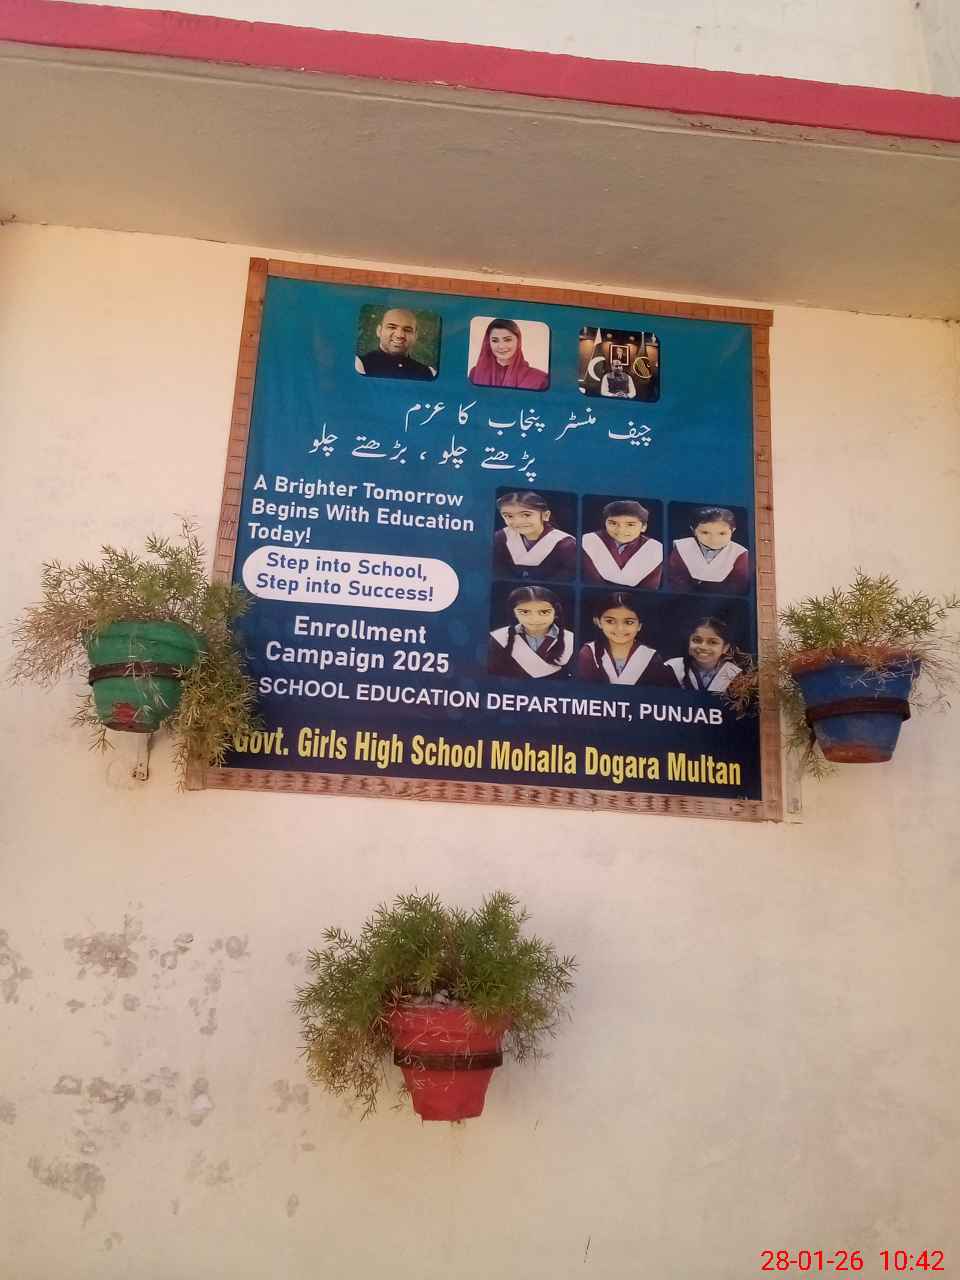 چیف منسٹر پنجاب کا عزم
پڑھتے چلو ، بڑھتے چلو
A Brighter Tomorrow
Begins With Education
Today!
Step into School,
Step into Success!
Enrollment
Campaign 2025
SCHOOL EDUCATION DEPARTMENT, PUNJAB
Govt. Girls High School Mohalla Dogara Multan
28-01-26 10:42